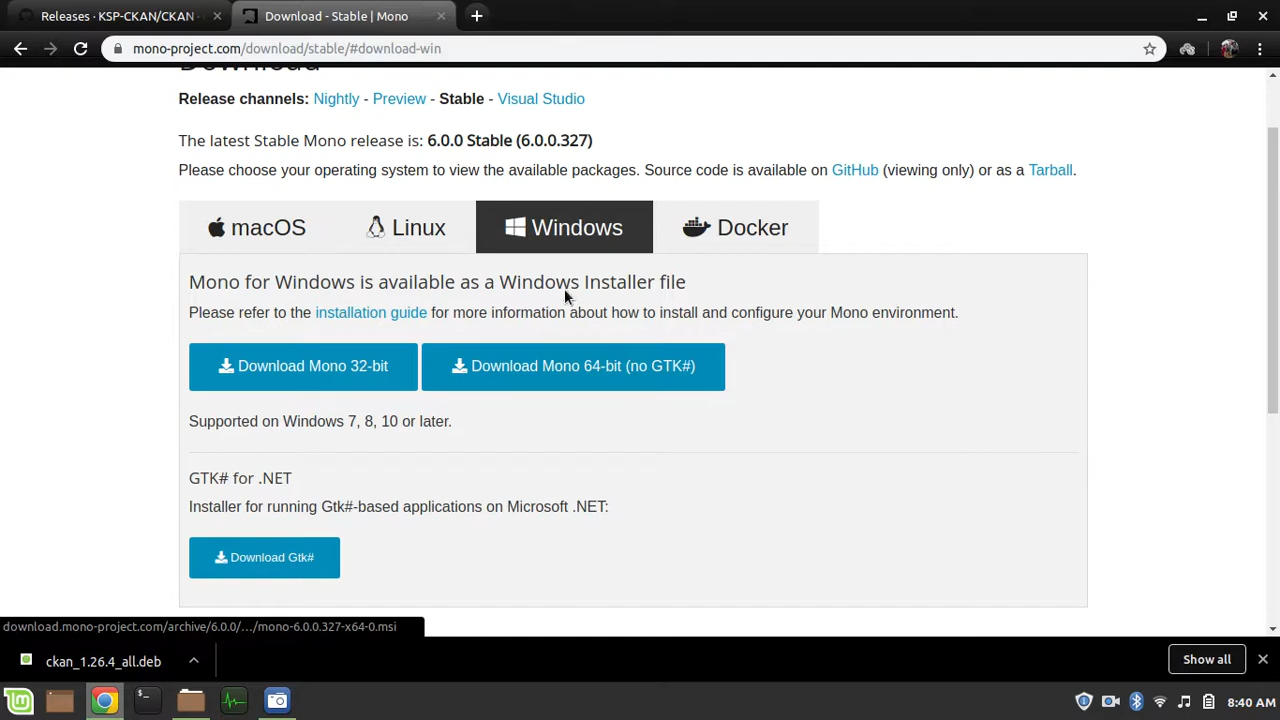 Releases · KSP-CKAN/CKAN
Download - Stable | Mono
mono-project.com/download/stable/#download-win
Download
Release channels: Nightly - Preview - Stable - Visual Studio
The latest Stable Mono release is: 6.0.0 Stable (6.0.0.327)
Please choose your operating system to view the available packages. Source code is available on GitHub (viewing only) or as a Tarball.
macOS
Linux
Windows
Docker
Mono for Windows is available as a Windows Installer file
Please refer to the installation guide for more information about how to install and configure your Mono environment.
Download Mono 32-bit
Download Mono 64-bit (no GTK#)
Supported on Windows 7, 8, 10 or later.
GTK# for .NET
Installer for running Gtk#-based applications on Microsoft .NET:
Download Gtk#
download.mono-project.com/archive/6.0.0/…/mono-6.0.0.327-x64-0.msi
ckan_1.26.4_all.deb
Show all
8:40 AM